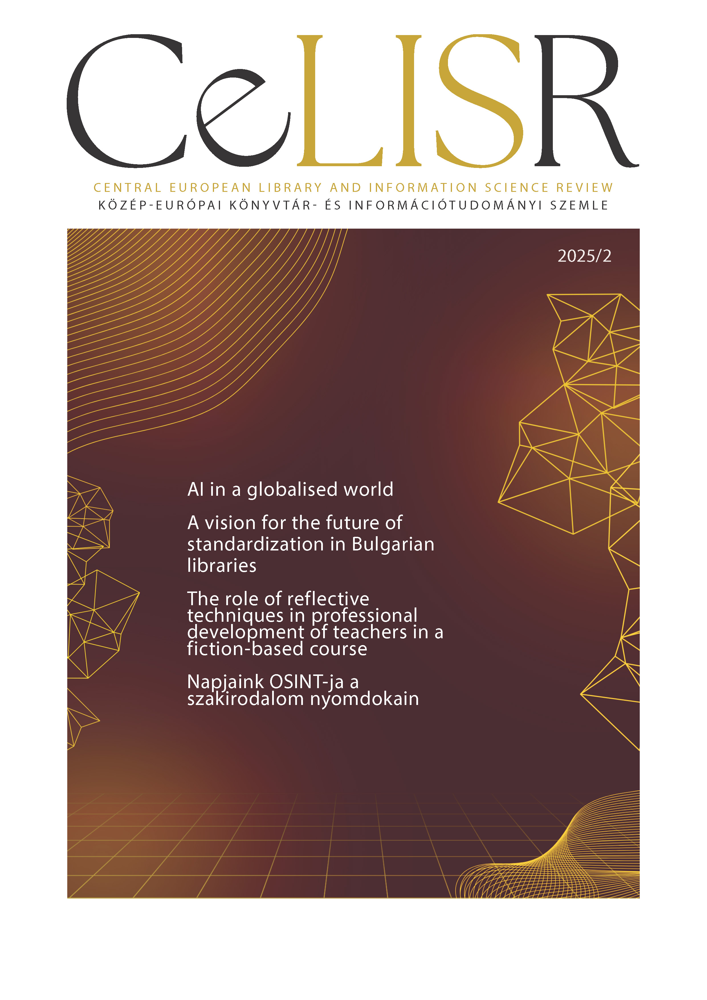 CeLISR
CENTRAL EUROPEAN LIBRARY AND INFORMATION SCIENCE REVIEW
KÖZÉP-EURÓPAI KÖNYVTÁR- ÉS INFORMÁCIÓTUDOMÁNYI SZEMLE
2025/2
AI in a globalised world
A vision for the future of
standardization in Bulgarian
libraries
The role of reflective
techniques in professional
development of teachers in a
fiction-based course
Napjaink OSINT-ja a
szakirodalom nyomdokain